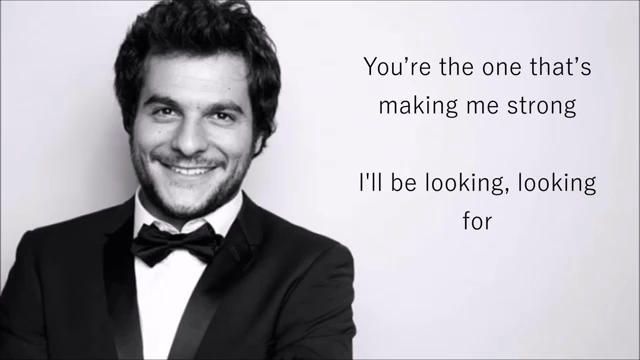 You’re the one that’s
making me strong
I'll be looking, looking
for